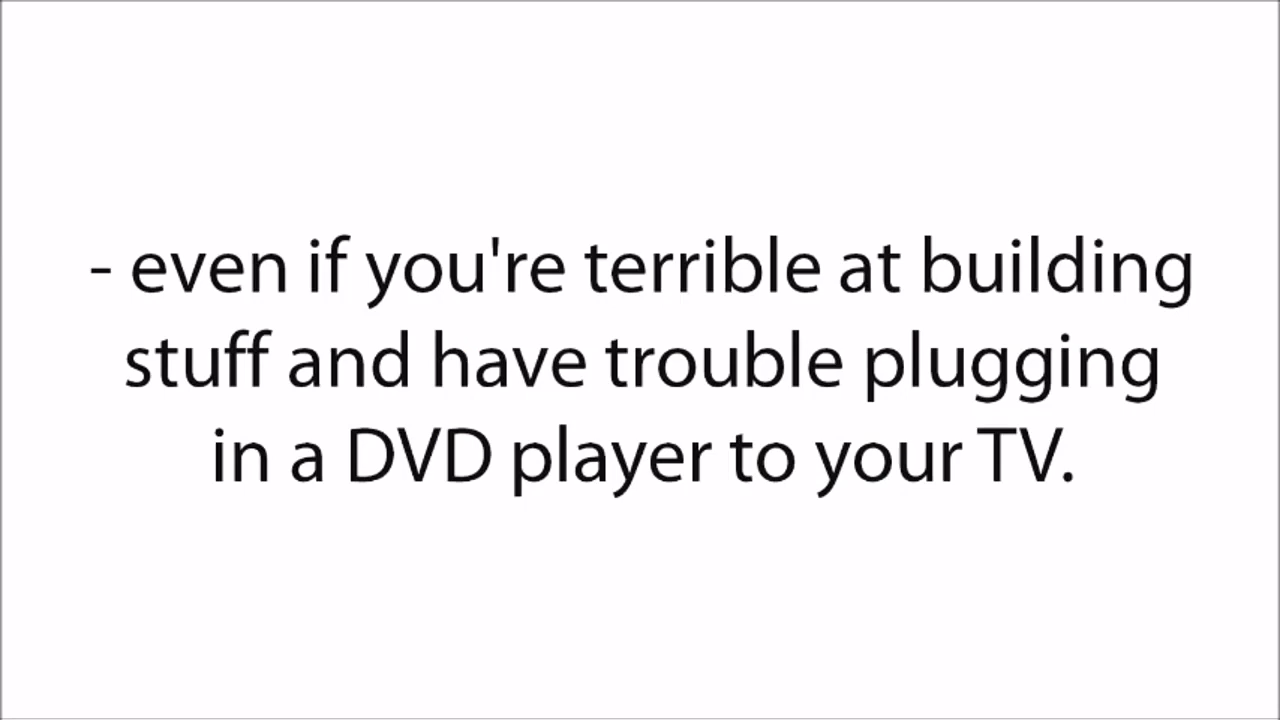 - even if you're terrible at building
stuff and have trouble plugging
in a DVD player to your TV.